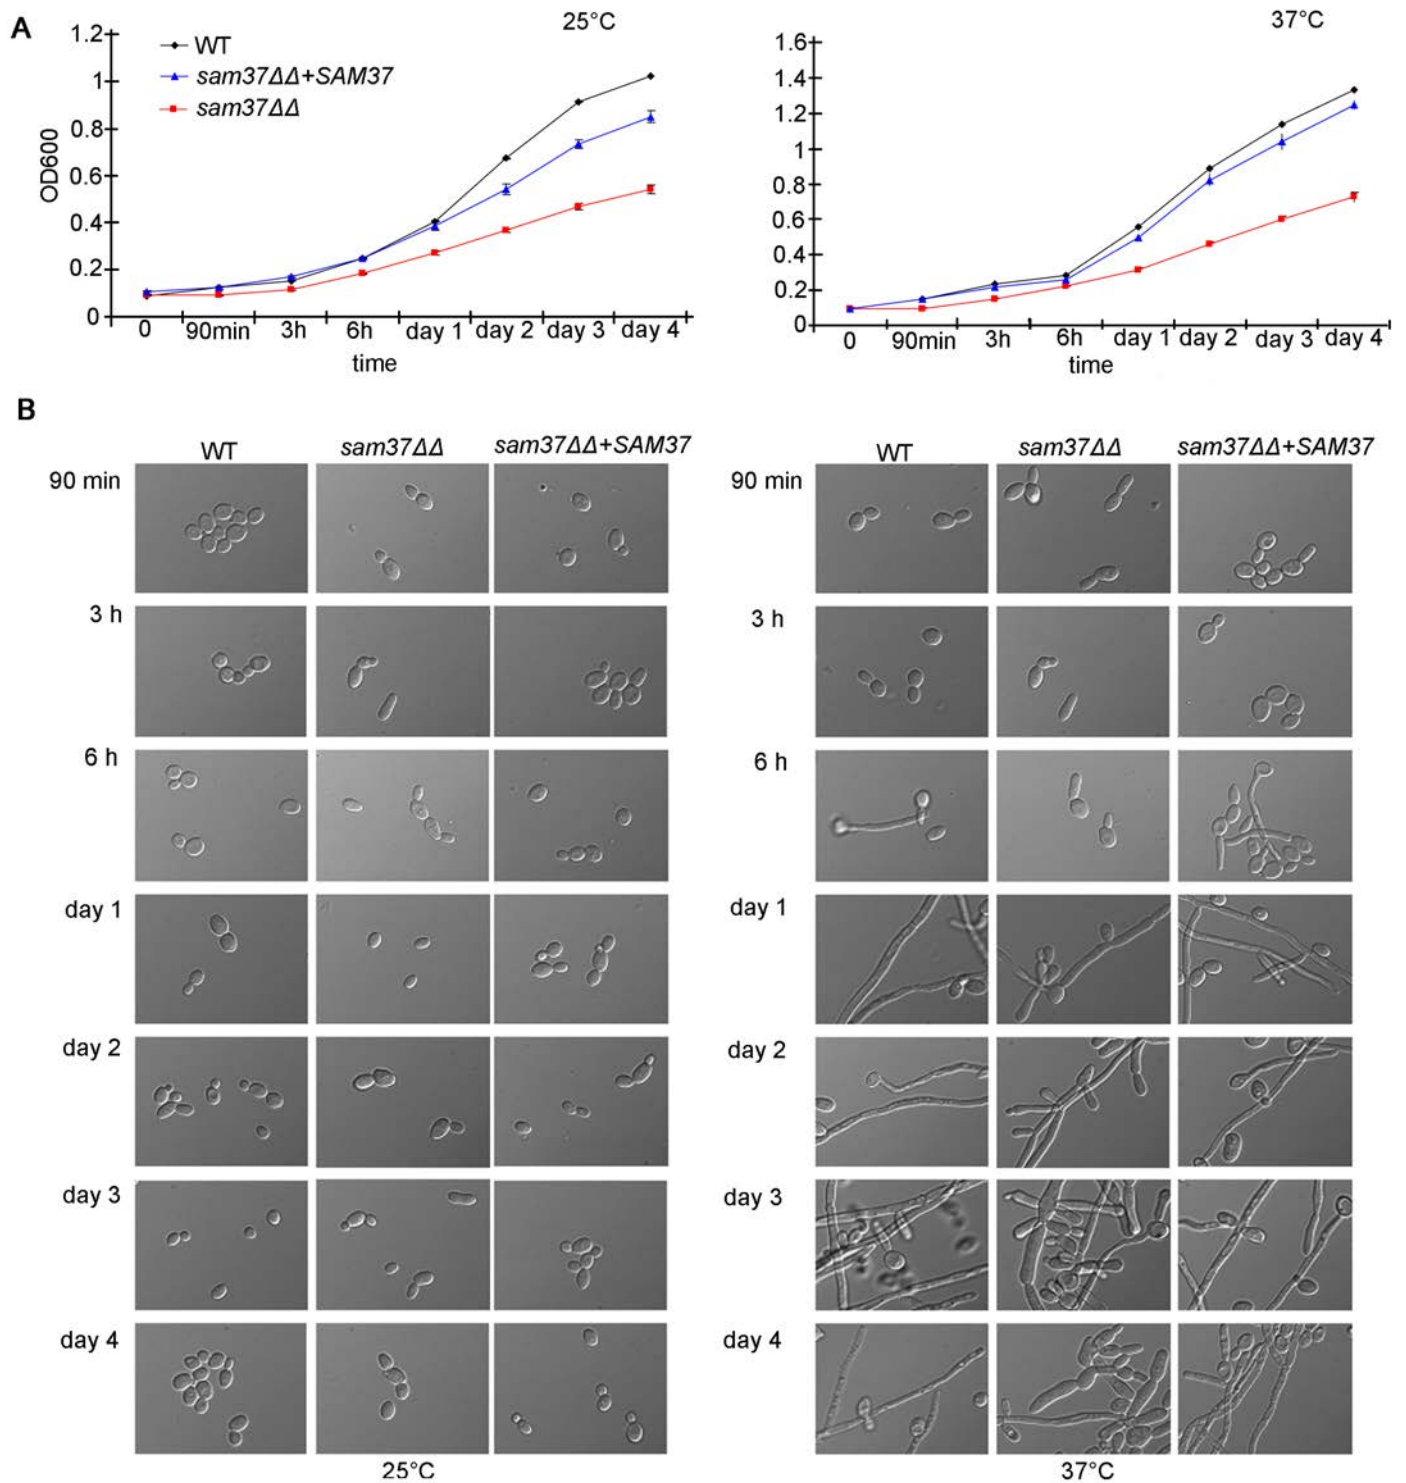 A
25°C
37°C
WT
sam37ΔΔ+SAM37
sam37ΔΔ
OD600
1.2
1
0.8
0.6
0.4
0.2
0
0 90min 3h 6h day 1 day 2 day 3 day 4
time
1.6
1.4
1.2
1
0.8
0.6
0.4
0.2
0
0 90min 3h 6h day 1 day 2 day 3 day 4
time
B
WT sam37ΔΔ sam37ΔΔ+SAM37
90 min
3 h
6 h
day 1
day 2
day 3
day 4
25°C
WT sam37ΔΔ sam37ΔΔ+SAM37
90 min
3 h
6 h
day 1
day 2
day 3
day 4
37°C